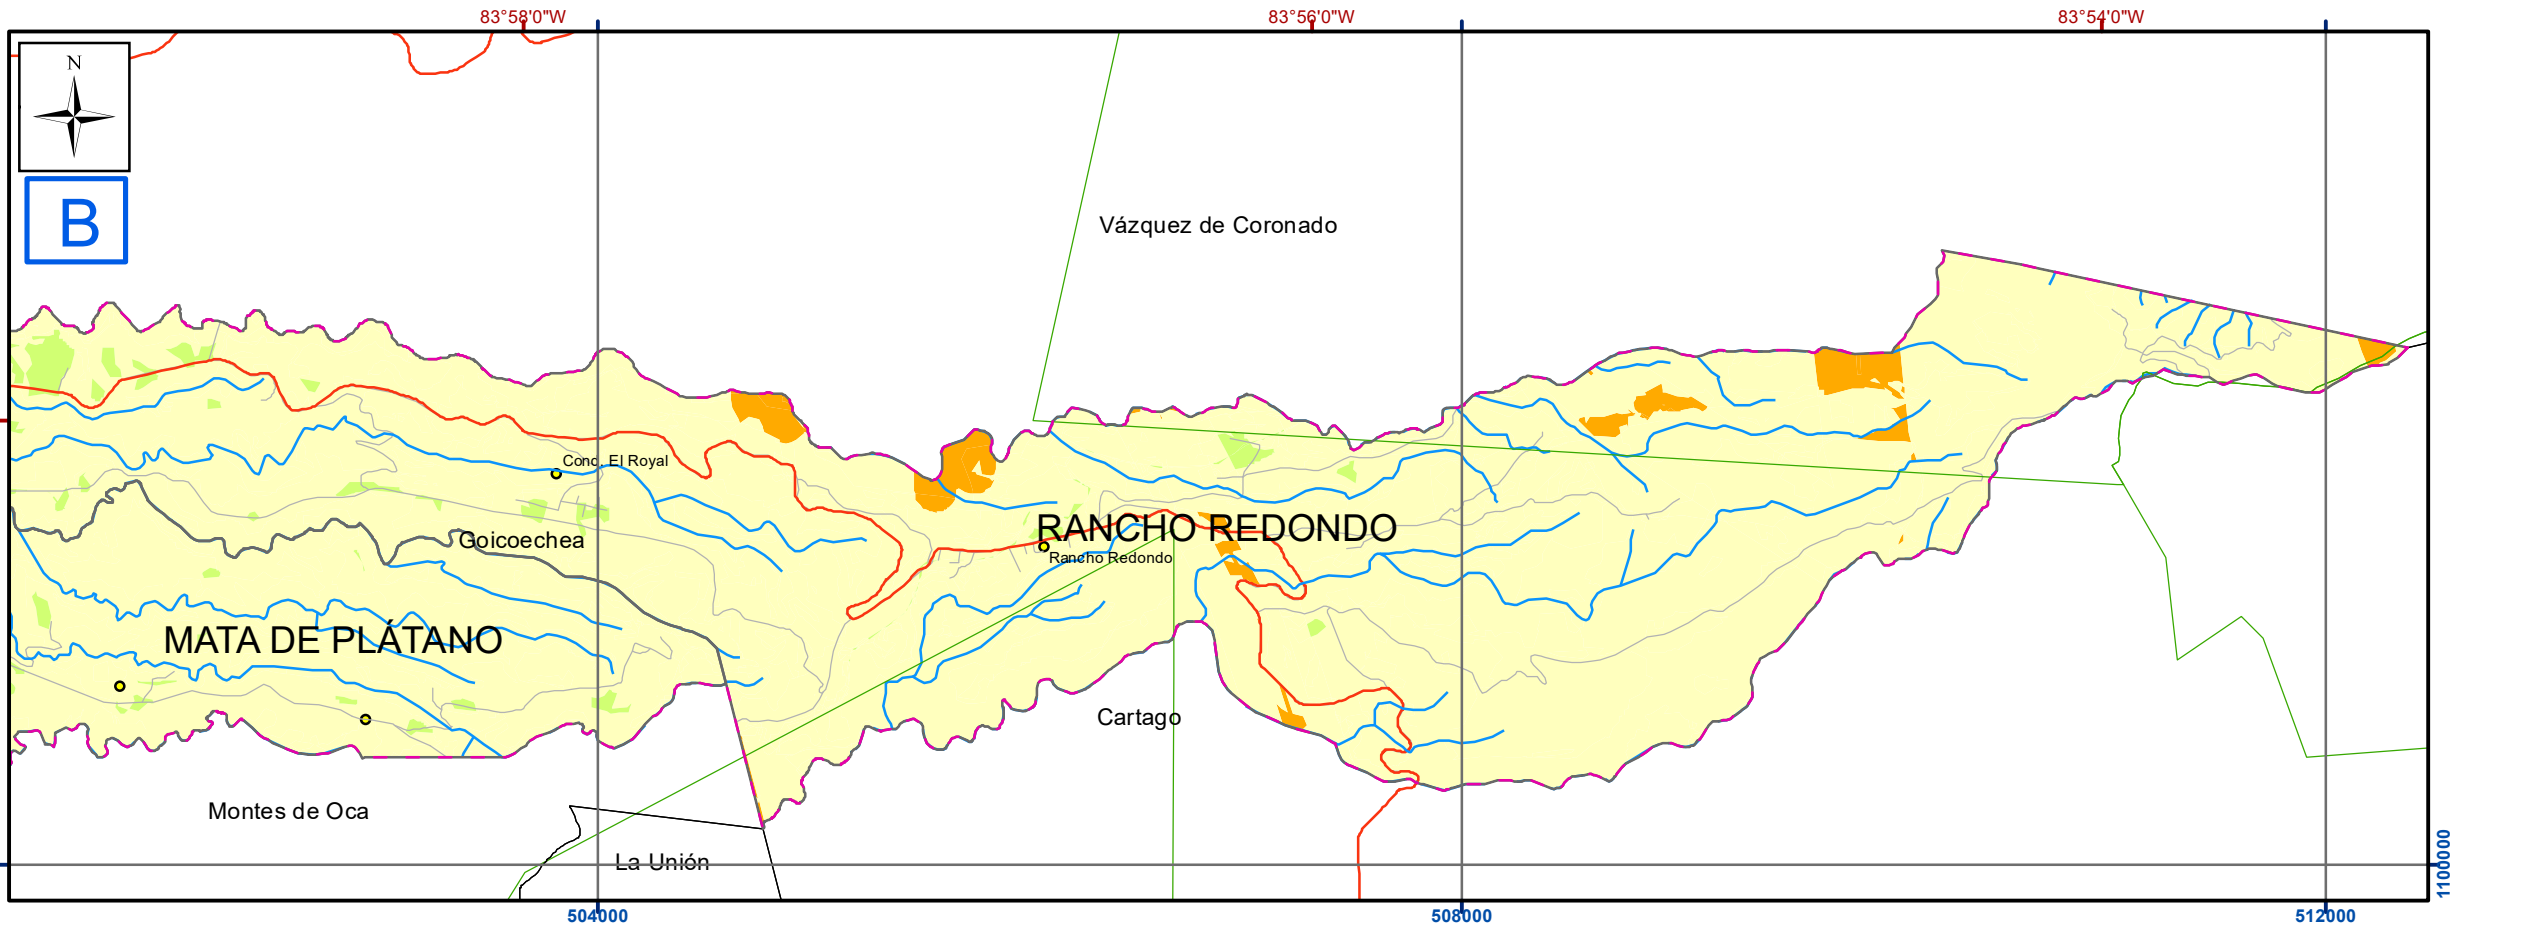 83°58'0"W
83°56'0"W
83°54'0"W
N
B
Vázquez de Coronado
Cond. El Royal
Goicoechea
RANCHO REDONDO
Rancho Redondo
MATA DE PLÁTANO
Cartago
Montes de Oca
La Unión
1100000
504000
508000
512000